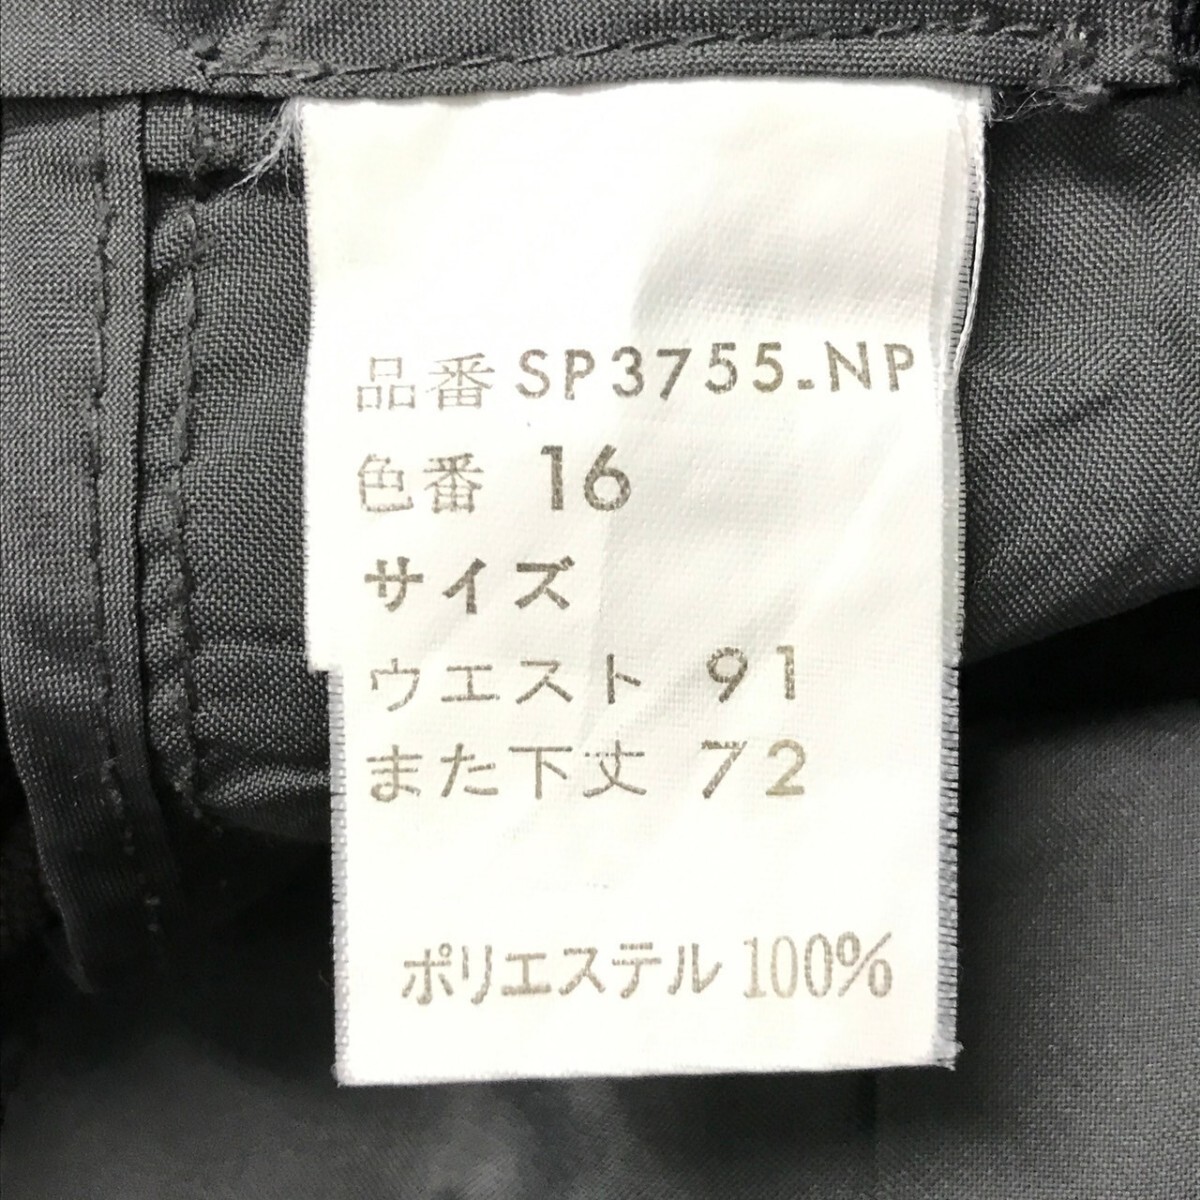 品番 SP3755-NP
色番 16
サイズ
ウエスト 91
また下丈 72
ポリエステル 100%